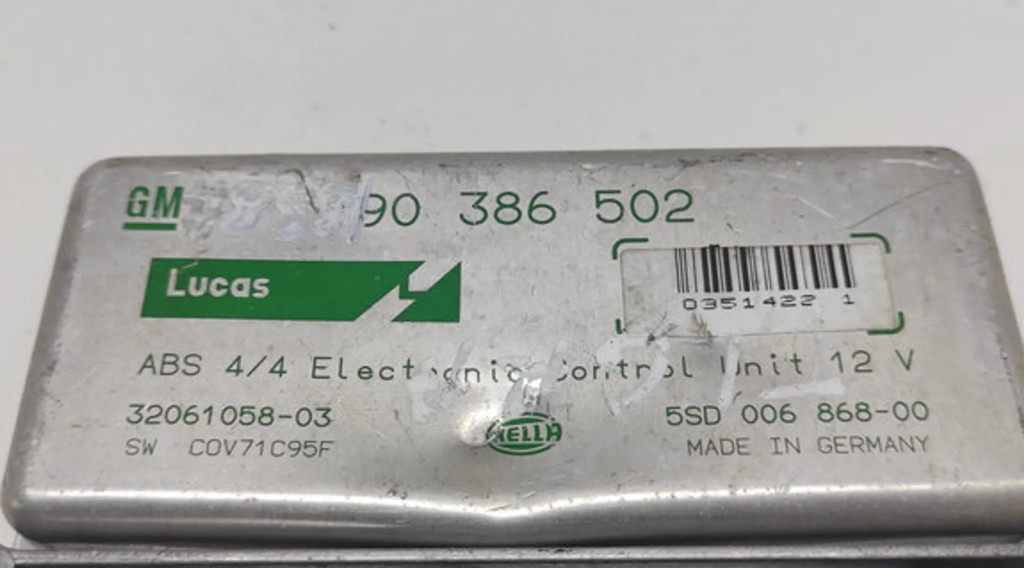 GM 90 386 502
Lucas
0351422 1
ABS 4/4 Electronic Control Unit 12 V
32061058-03 5SD 006 868-00
HELLA
SW COV71C95F MADE IN GERMANY